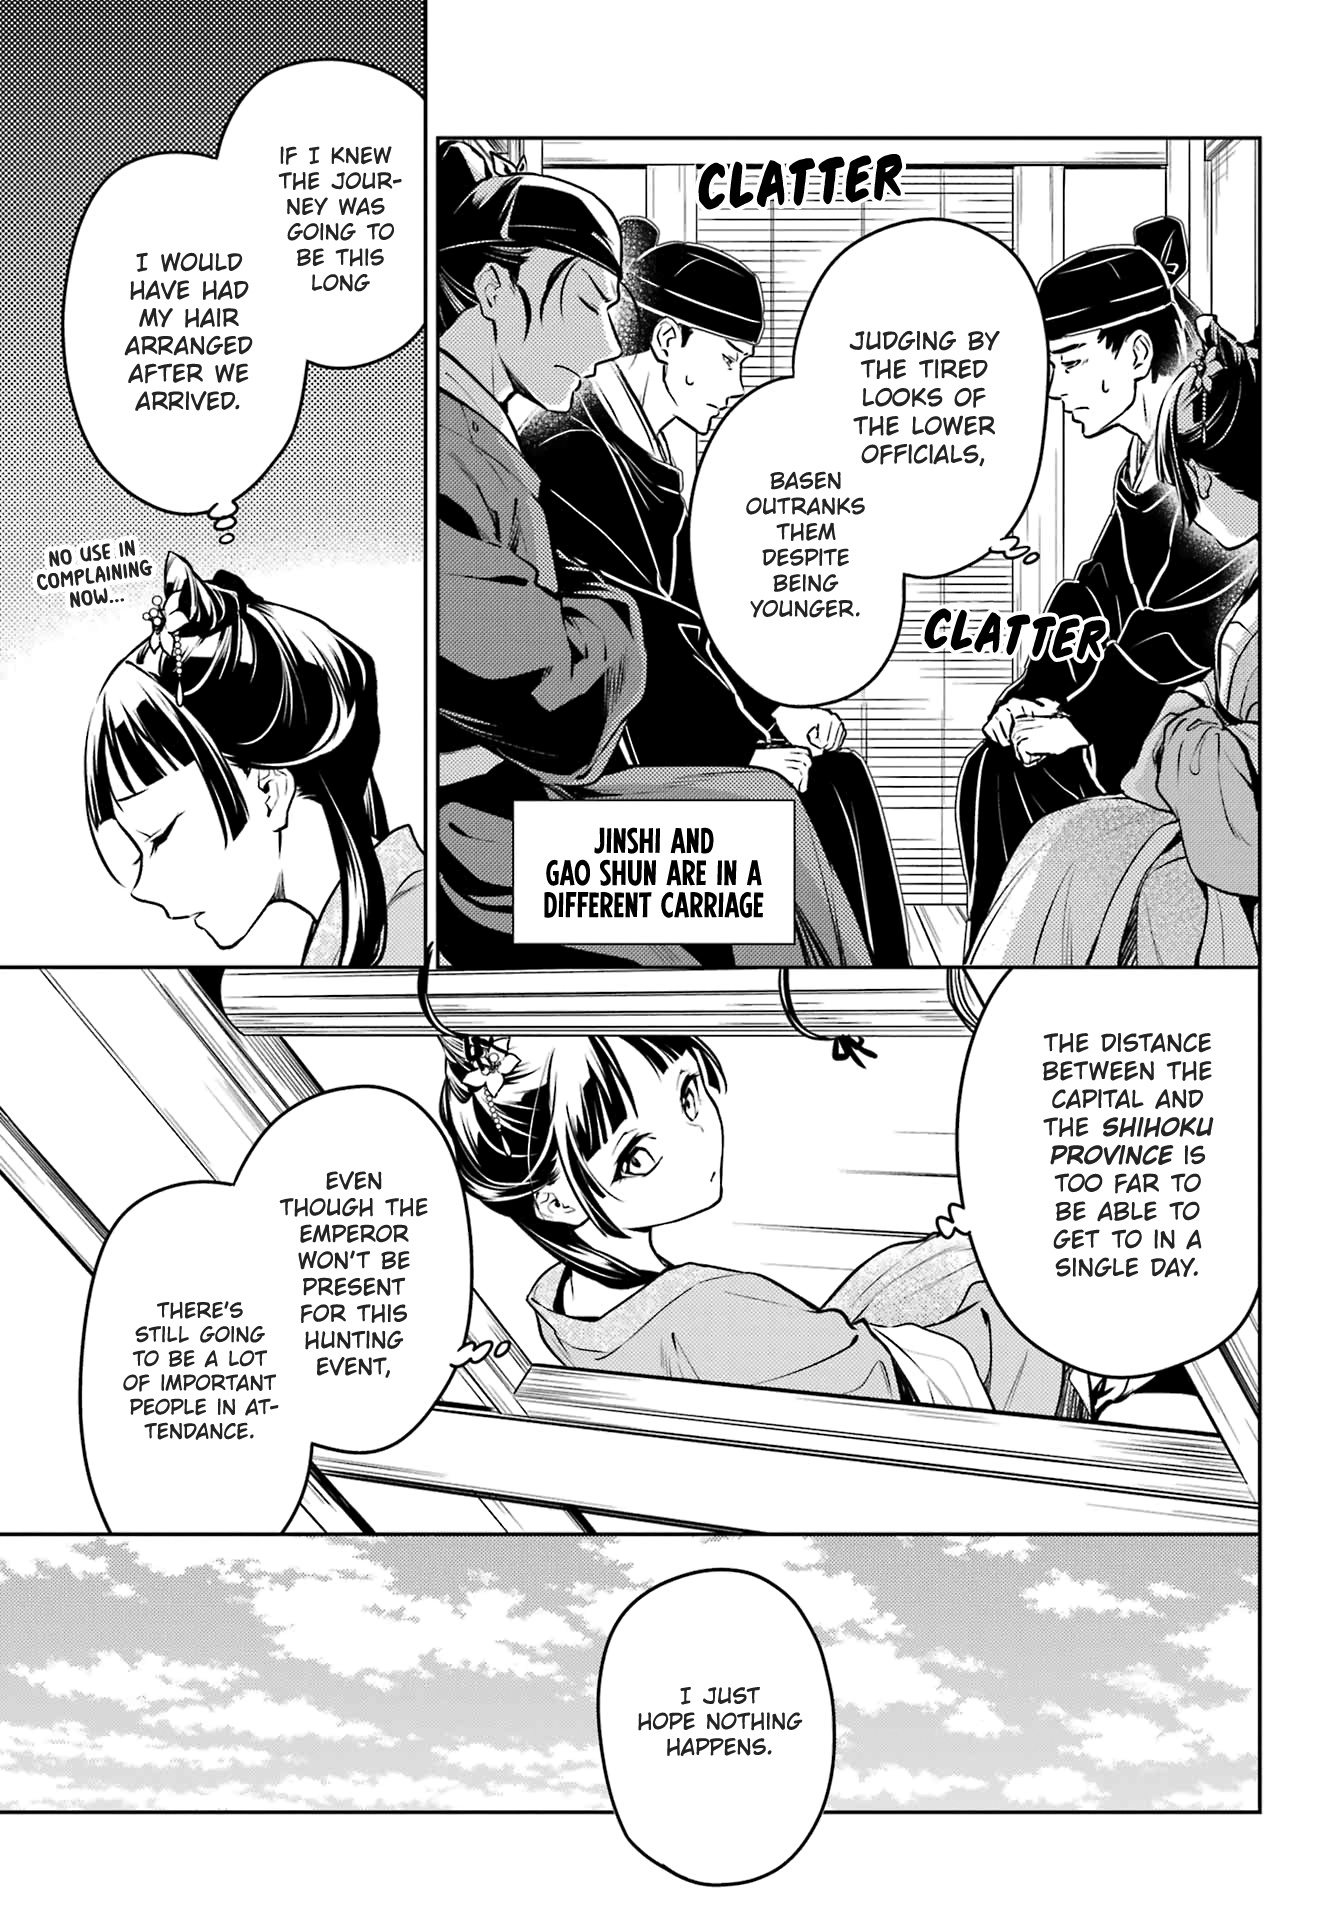 CLATTER
JUDGING BY
THE TIRED
LOOKS OF
THE LOWER
OFFICIALS,
BASEN
OUTRANKS
THEM
DESPITE
BEING
YOUNGER.
CLATTER
JINSHI AND
GAO SHUN ARE IN A
DIFFERENT CARRIAGE
IF I KNEW
THE JOUR-
NEY WAS
GOING TO
BE THIS
LONG
I WOULD
HAVE HAD
MY HAIR
ARRANGED
AFTER WE
ARRIVED.
NO USE IN
COMPLAINING
NOW...
THE DISTANCE
BETWEEN THE
CAPITAL AND
THE SHIHOKU
PROVINCE IS
TOO FAR TO
BE ABLE TO
GET TO IN A
SINGLE DAY.
EVEN
THOUGH THE
EMPEROR
WON'T BE
PRESENT
FOR THIS
HUNTING
EVENT,
THERE'S
STILL GOING
TO BE A LOT
OF IMPORTANT
PEOPLE IN AT-
TENDANCE.
I JUST
HOPE NOTHING
HAPPENS.